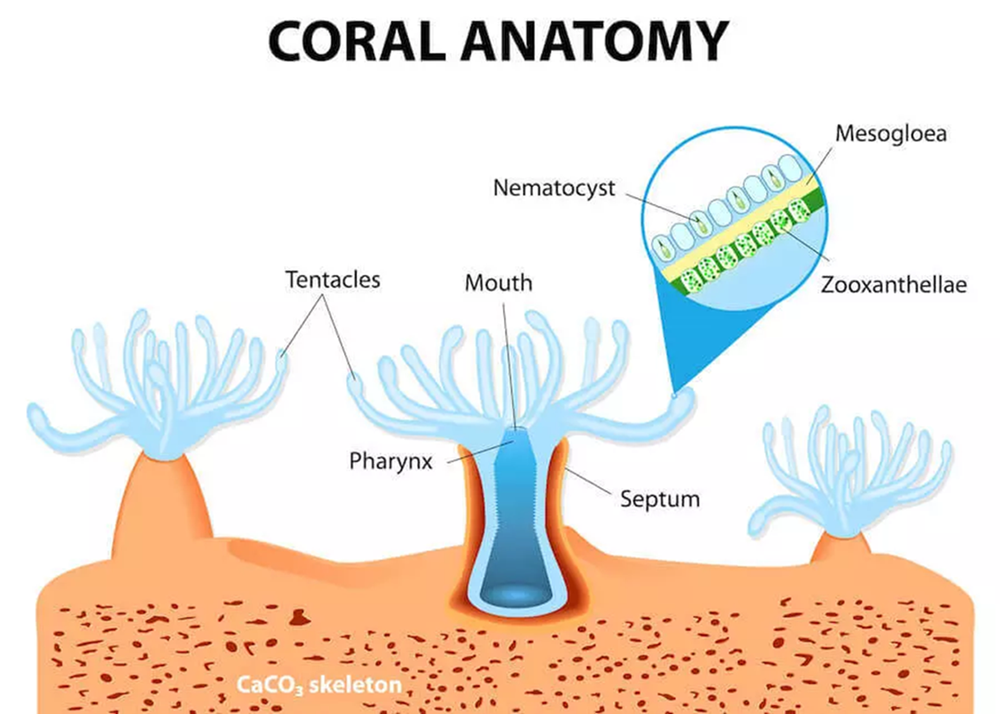 CORAL ANATOMY
Mesogloea
Nematocyst
Tentacles
Mouth
Zooxanthellae
Pharynx
Septum
CaCO₃ skeleton